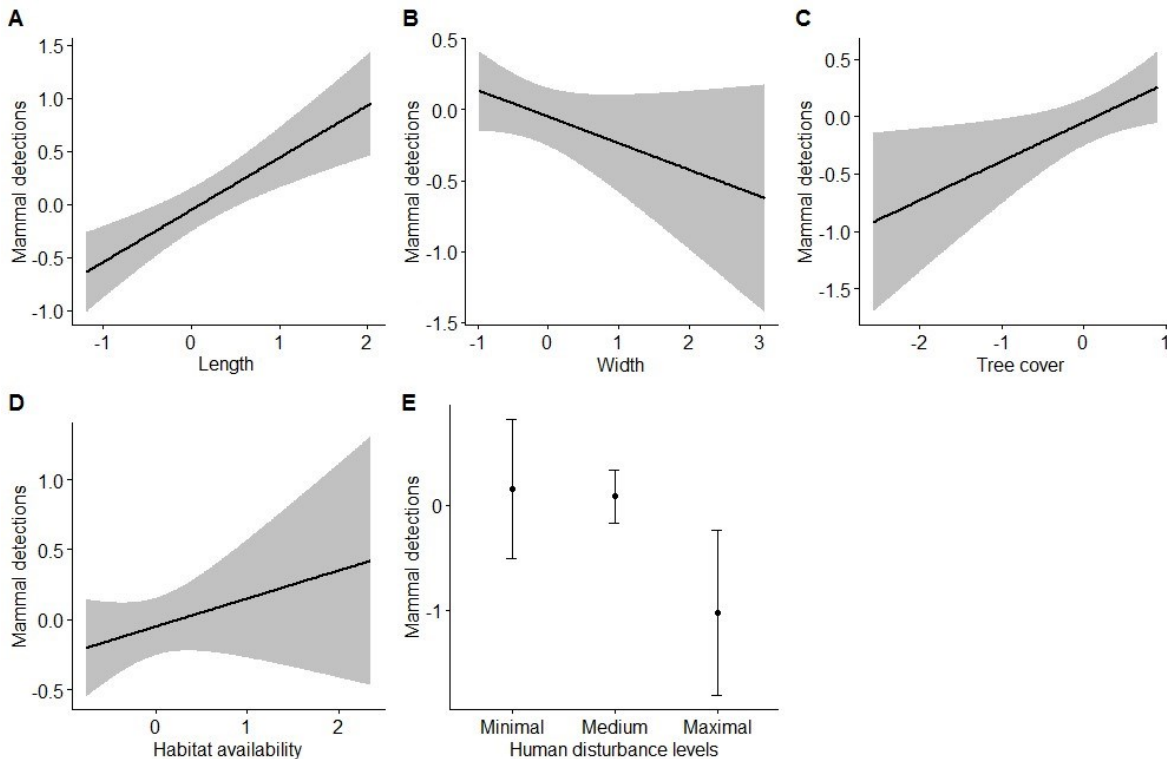 A
Mammal detections
1.5
1.0
0.5
0.0
-0.5
-1.0
-1 0 1 2
Length
B
Mammal detections
0.5
0.0
-0.5
-1.0
-1.5
-1 0 1 2 3
Width
C
Mammal detections
0.5
0.0
-0.5
-1.0
-1.5
-2 -1 0 1
Tree cover
D
Mammal detections
1.0
0.5
0.0
-0.5
0 1 2
Habitat availability
E
Mammal detections
0
-1
Minimal Medium Maximal
Human disturbance levels